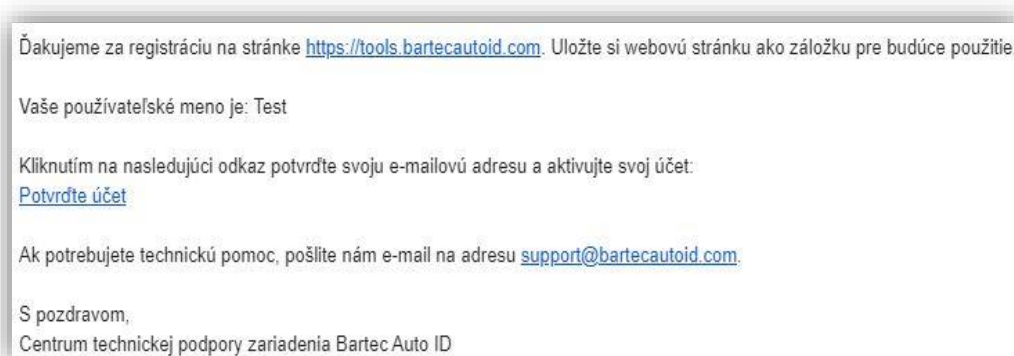 Ďakujeme za registráciu na stránke https://tools.bartecautoid.com. Uložte si webovú stránku ako záložku pre budúce použitie
Vaše používateľské meno je: Test
Kliknutím na nasledujúci odkaz potvrďte svoju e-mailovú adresu a aktivujte svoj účet:
Potvrďte účet
Ak potrebujete technickú pomoc, pošlite nám e-mail na adresu support@bartecautoid.com.
S pozdravom,
Centrum technickej podpory zariadenia Bartec Auto ID